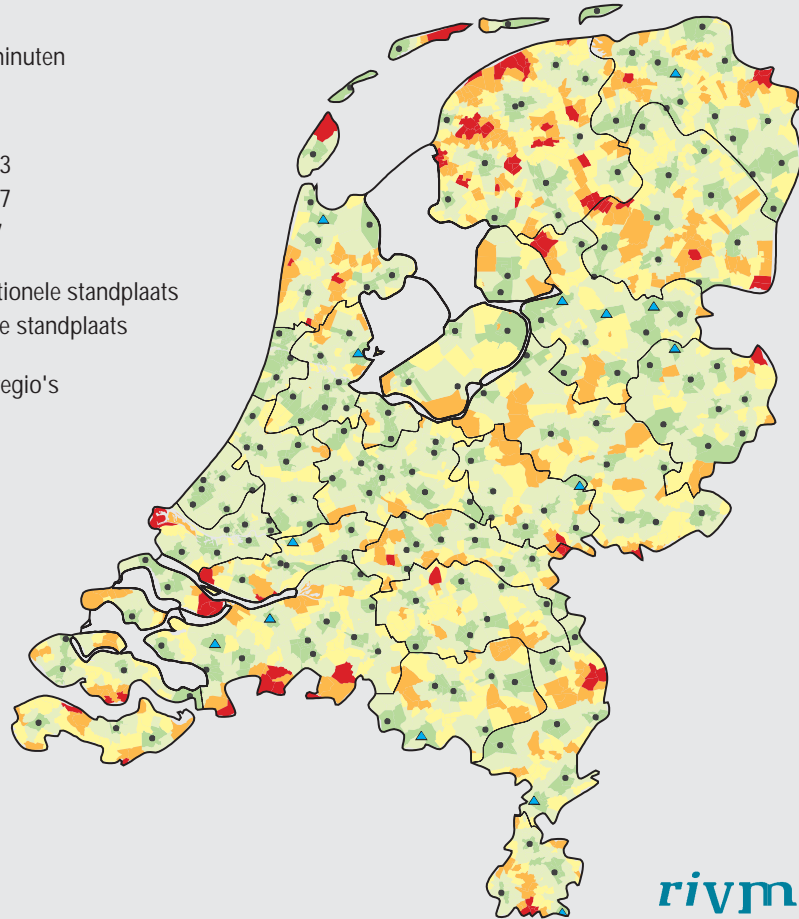 minuten
3
7
7
tionele standplaats
e standplaats
egio's
rivm